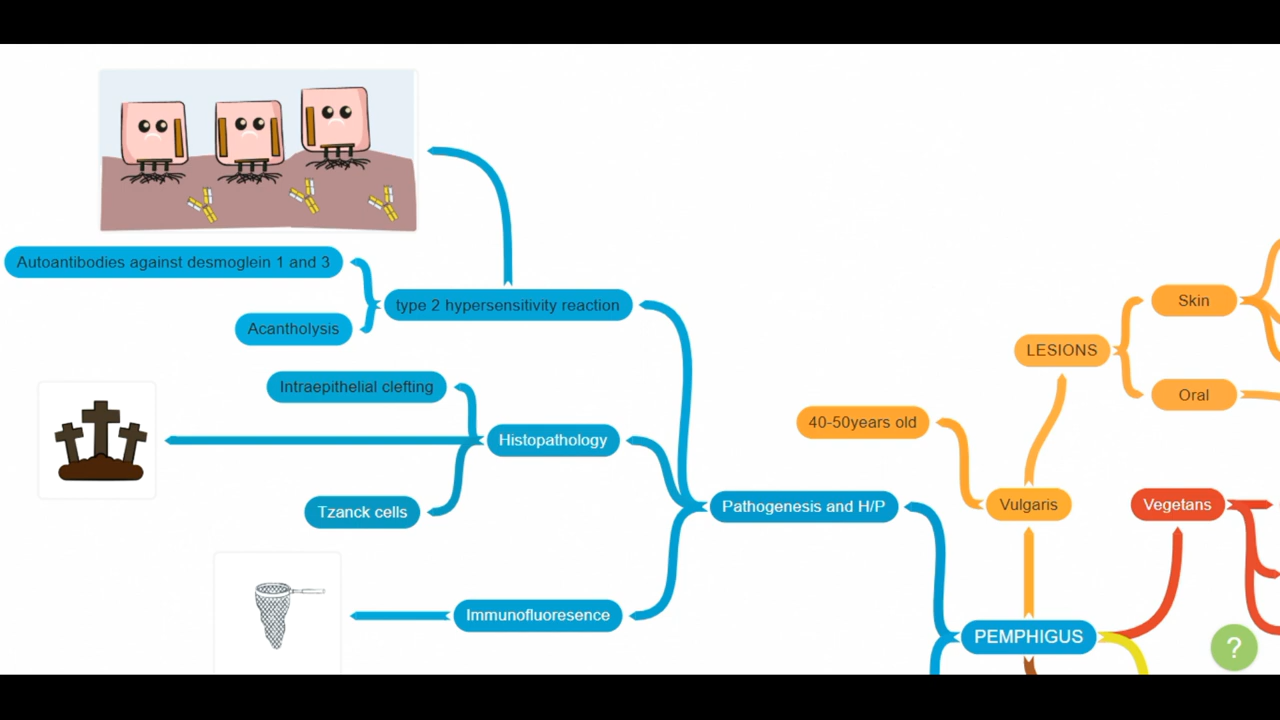 Autoantibodies against desmoglein 1 and 3
type 2 hypersensitivity reaction
Acantholysis
Intraepithelial clefting
Histopathology
Tzanck cells
Immunofluoresence
Pathogenesis and H/P
Skin
LESIONS
Oral
40-50years old
Vulgaris
Vegetans
PEMPHIGUS
?